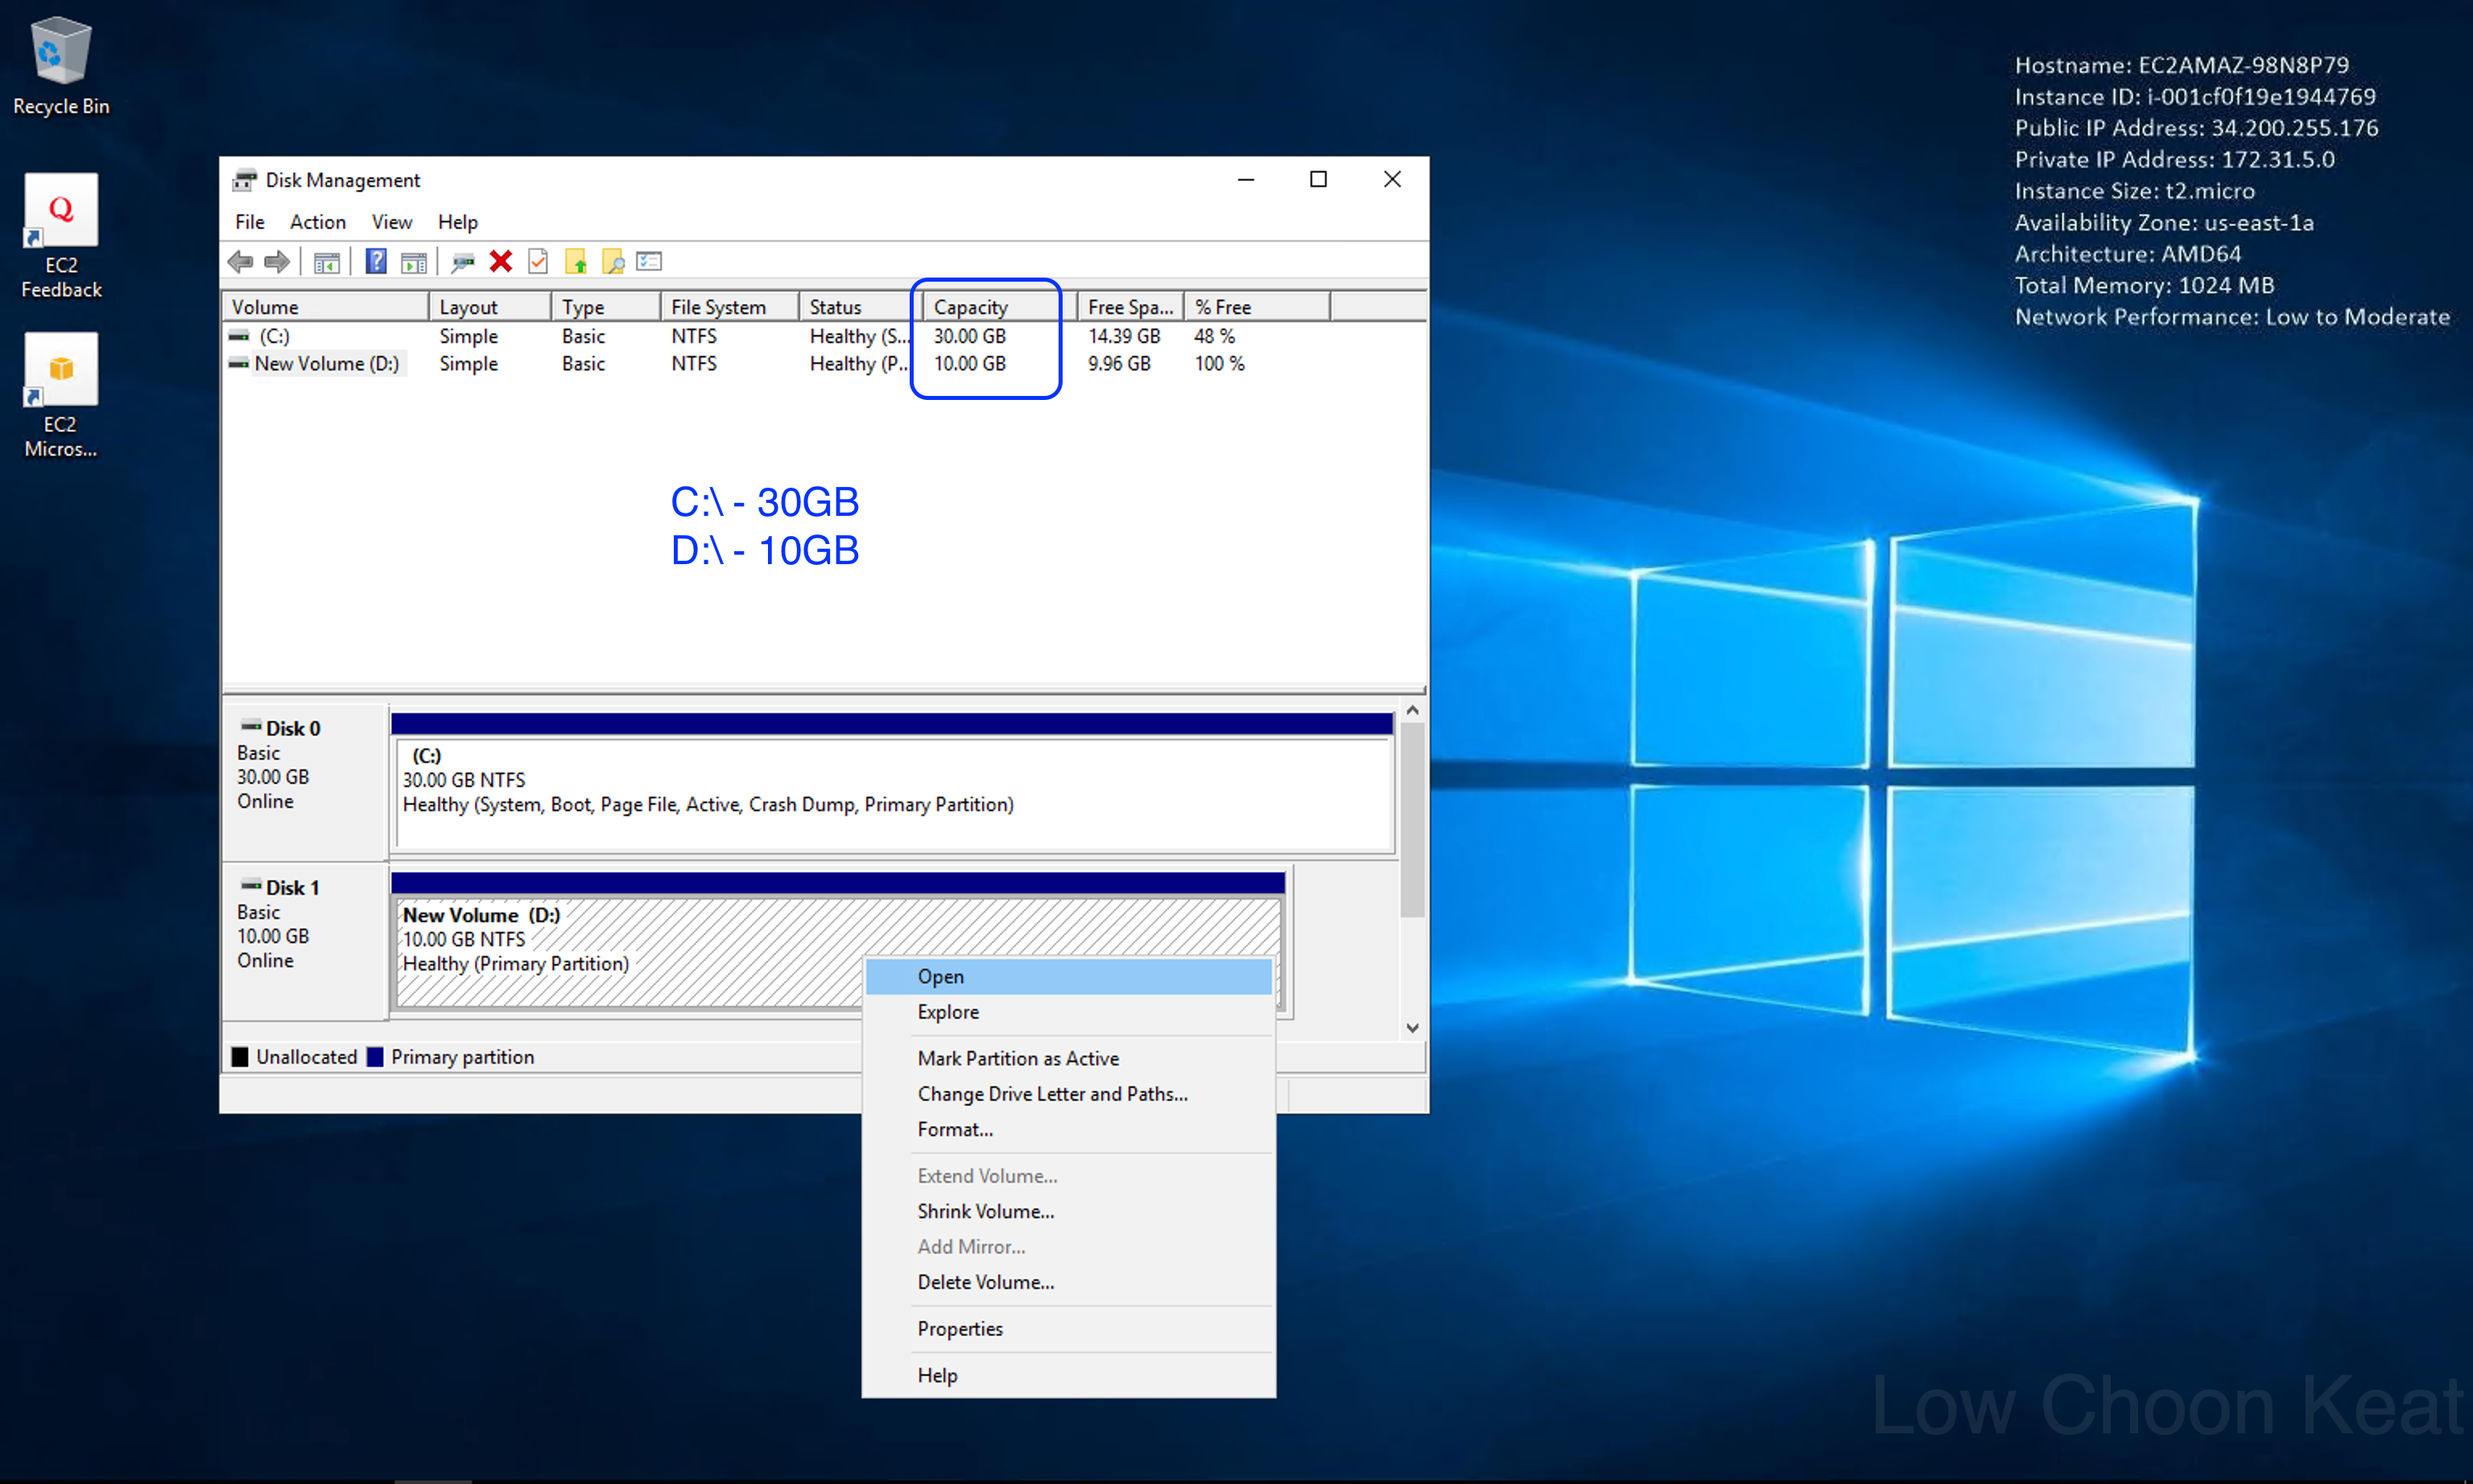 Recycle Bin
EC2
Feedback
EC2
Micros...
Hostname: EC2AMAZ-98N8P79
Instance ID: i-001cf0f19e1944769
Public IP Address: 34.200.255.176
Private IP Address: 172.31.5.0
Instance Size: t2.micro
Availability Zone: us-east-1a
Architecture: AMD64
Total Memory: 1024 MB
Network Performance: Low to Moderate
Disk Management
File Action View Help
Volume Layout Type File System Status Capacity Free Spa... % Free
(C:) Simple Basic NTFS Healthy (S... 30.00 GB 14.39 GB 48 %
New Volume (D:) Simple Basic NTFS Healthy (P... 10.00 GB 9.96 GB 100 %
C:\ - 30GB
D:\ - 10GB
Disk 0
Basic
30.00 GB
Online
(C:)
30.00 GB NTFS
Healthy (System, Boot, Page File, Active, Crash Dump, Primary Partition)
Disk 1
Basic
10.00 GB
Online
New Volume (D:)
10.00 GB NTFS
Healthy (Primary Partition)
Unallocated Primary partition
Open
Explore
Mark Partition as Active
Change Drive Letter and Paths...
Format...
Extend Volume...
Shrink Volume...
Add Mirror...
Delete Volume...
Properties
Help
Low Choon Keat